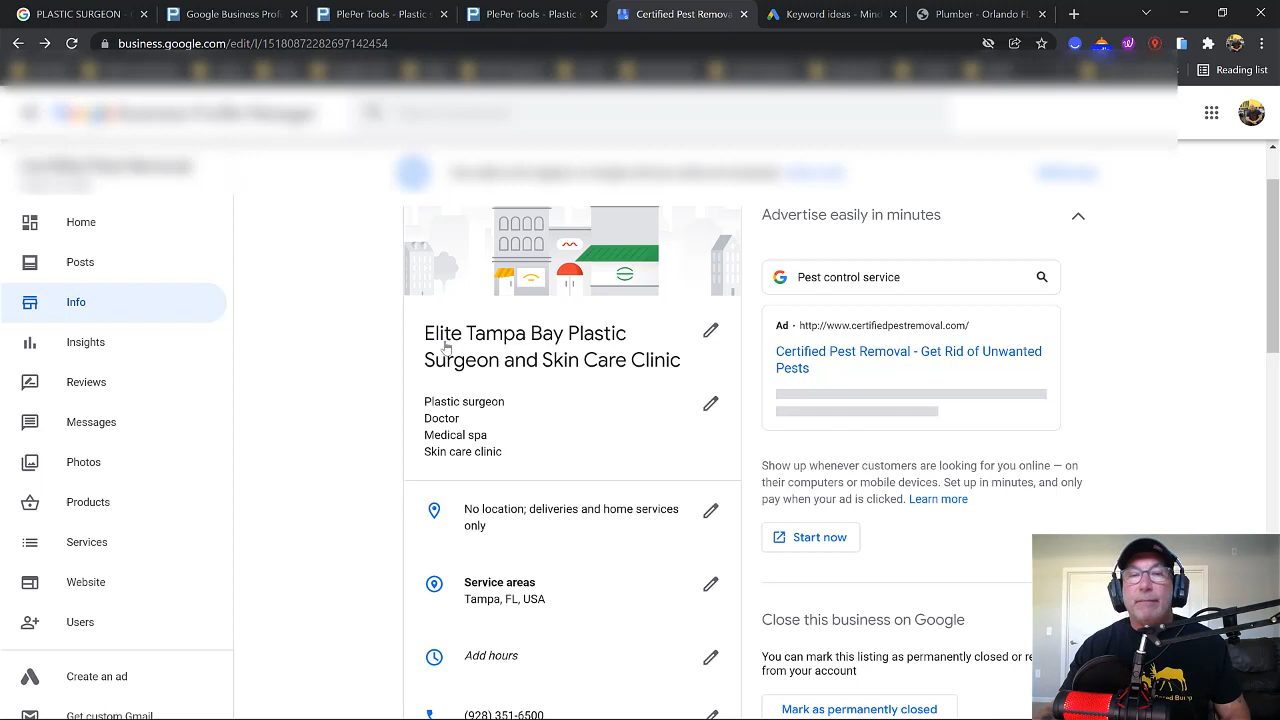 PLASTIC SURGEON -
Google Business Prof
PlePer Tools - Plastic s
PlePer Tools - Plastic s
Certified Pest Remova
Keyword ideas - Min
Plumber - Orlando FL
business.google.com/edit/l/15180872282697142454
Reading list
Home
Posts
Info
Insights
Reviews
Messages
Photos
Products
Services
Website
Users
Create an ad
Get custom Gmail
Elite Tampa Bay Plastic
Surgeon and Skin Care Clinic
Plastic surgeon
Doctor
Medical spa
Skin care clinic
No location; deliveries and home services
only
Service areas
Tampa, FL, USA
Add hours
(928) 351-6500
Advertise easily in minutes
Pest control service
Ad · http://www.certifiedpestremoval.com/
Certified Pest Removal - Get Rid of Unwanted
Pests
Show up whenever customers are looking for you online — on
their computers or mobile devices. Set up in minutes, and only
pay when your ad is clicked. Learn more
Start now
Close this business on Google
You can mark this listing as permanently closed or re
from your account
Mark as permanently closed